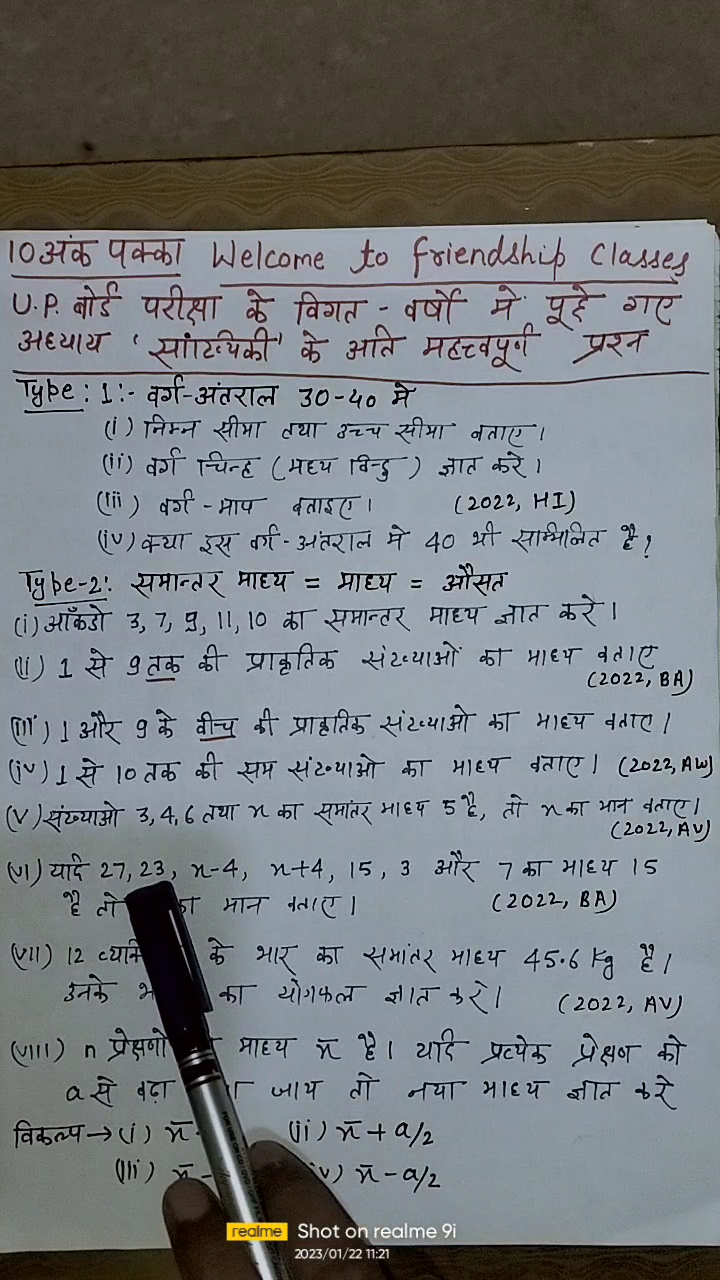 10 अंक पक्का Welcome to friendship Classes
U.P. बोर्ड परीक्षा के विगत - वर्षो में पूछे गए
अध्याय 'सांख्यिकी' के अति महत्त्वपूर्ण प्रश्न
Type: 1:- वर्ग-अंतराल 30-40 मे
(i) निम्न सीमा तथा उच्च सीमा बताए।
(ii) वर्ग चिन्ह (मध्य विन्दु) ज्ञात करे।
(iii) वर्ग-माप बताइए। (2022, HI)
(iv) क्या इस वर्ग-अंतराल मे 40 भी साम्मिलित है?
Type-2: समान्तर माध्य = माध्य = औसत
(i) आँकडो 3, 7, 9, 11, 10 का समान्तर माध्य ज्ञात करे।
(ii) 1 से 9 तक की प्राकृतिक संख्याओं का माध्य बताए
(2022, BA)
(iii) 1 और 9 के बीच की प्राकृतिक संख्याओ का माध्य बताए।
(iv) 1 से 10 तक की सम संख्याओ का माध्य बताए। (2022, AW)
(v) संख्याओ 3, 4, 6 तथा x का समांतर माध्य 5 है, तो x का मान बताए।
(2022, AV)
(vi) यदि 27, 23, x-4, x+4, 15, 3 और 7 का माध्य 15
है तो मान बताए। (2022, BA)
(vii) 12 के भार का समांतर माध्य 45.6 Kg है।
उनके का योगफल ज्ञात करे। (2022, AV)
(viii) n प्रेक्षणो माध्य x̄ है। यदि प्रत्येक प्रेक्षण को
a से बढ़ा जाय तो नया माध्य ज्ञात करे
विकल्प → (i) x̄ (ii) x̄ + a/2
(iii) x̄ - (iv) x̄ - a/2
realme Shot on realme 9i
2023/01/22 11:21